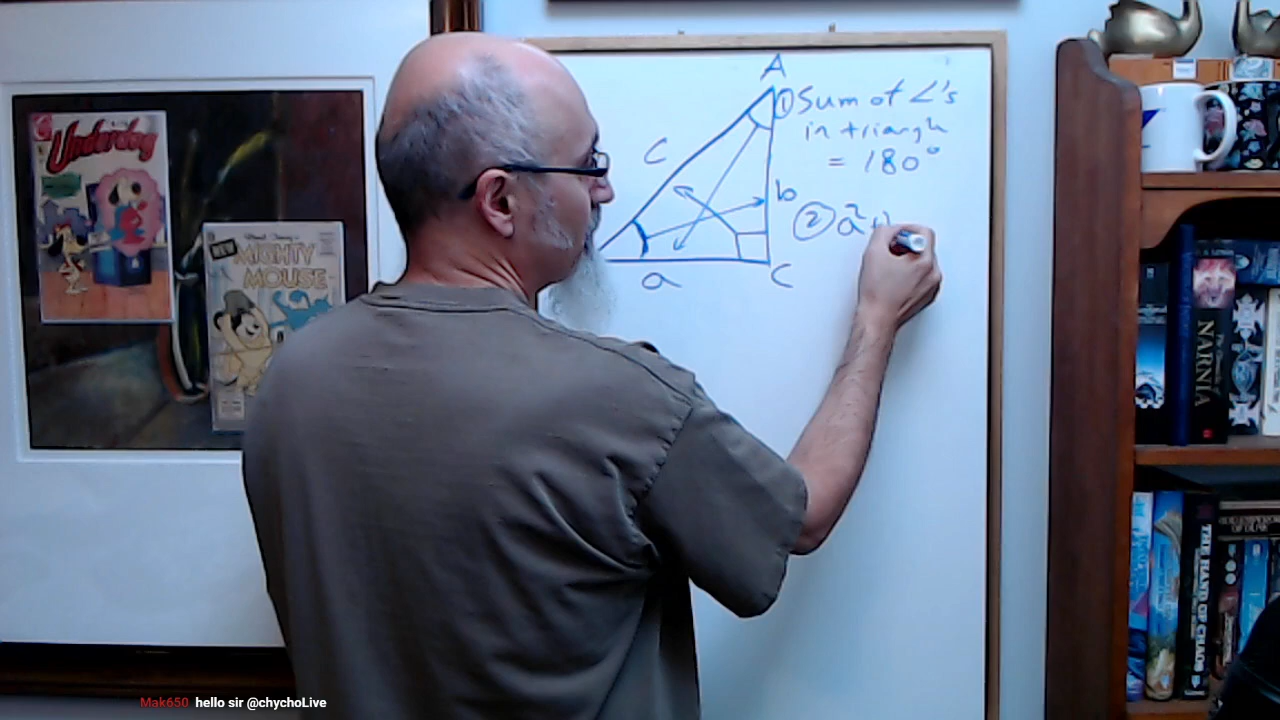 A
① Sum of ∠'s
in triangle
= 180°
c
b
② a²+
a
C
Underdog
NEW
MIGHTY
MOUSE
NARNIA
THE HAND OF CHAOS
Mak650 hello sir @chychoLive